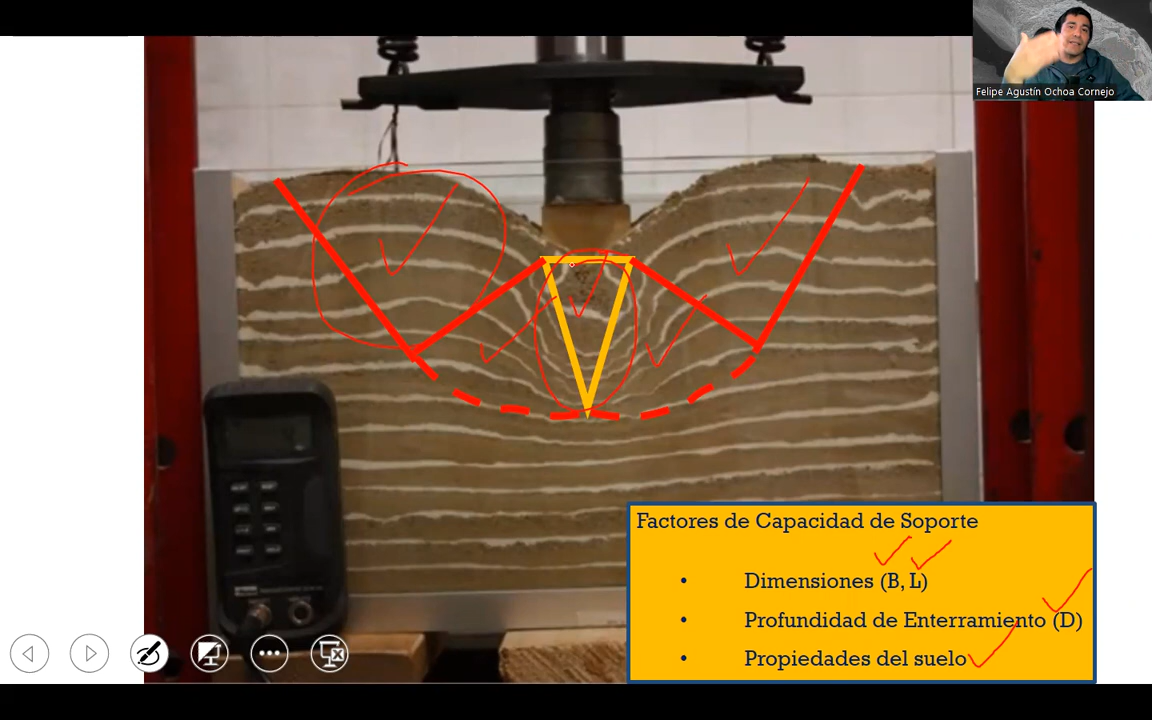 Felipe Agustín Ochoa Cornejo
Factores de Capacidad de Soporte
• Dimensiones (B, L)
• Profundidad de Enterramiento (D)
• Propiedades del suelo